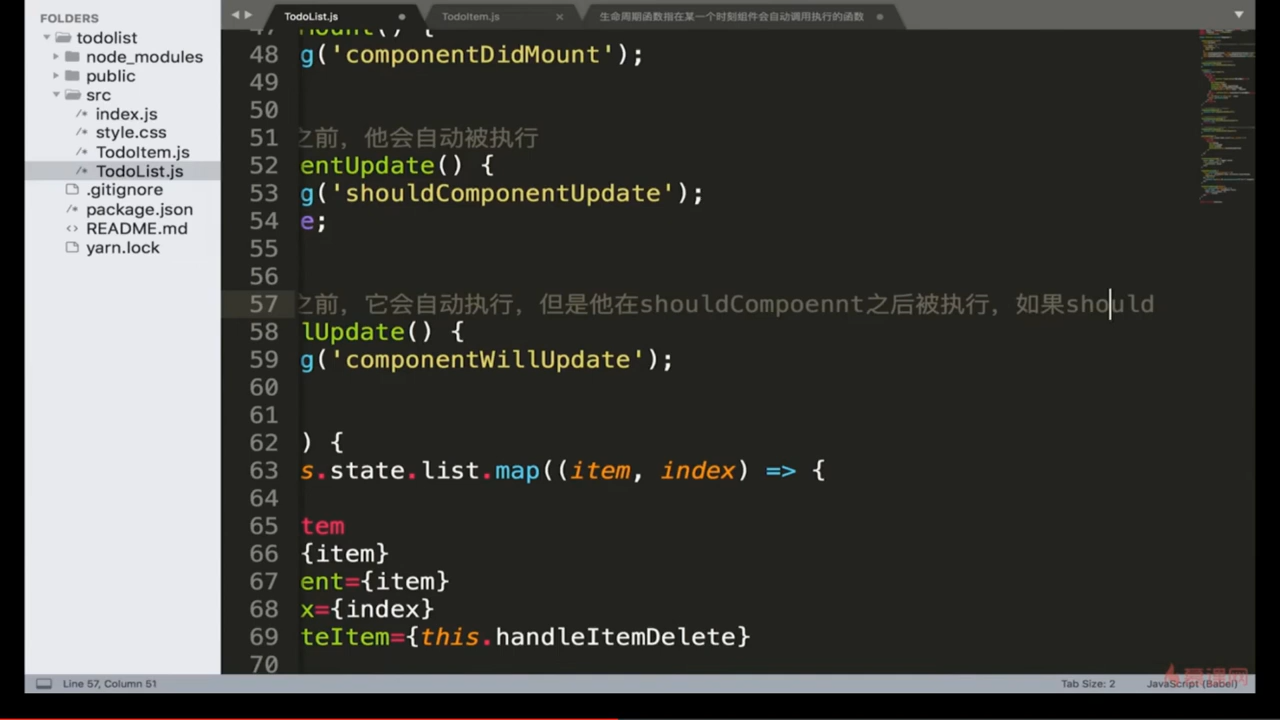 FOLDERS
todolist
node_modules
public
src
index.js
style.css
TodoItem.js
TodoList.js
.gitignore
package.json
README.md
yarn.lock
TodoList.js
TodoItem.js
生命周期函数指在某一个时刻组件会自动调用执行的函数
48 g('componentDidMount');
49
50
51 之前，他会自动被执行
52 entUpdate() {
53 g('shouldComponentUpdate');
54 e;
55
56
57 之前，它会自动执行，但是他在shouldCompoennt之后被执行，如果should
58 lUpdate() {
59 g('componentWillUpdate');
60
61
62 ) {
63 s.state.list.map((item, index) => {
64
65 tem
66 {item}
67 ent={item}
68 x={index}
69 teItem={this.handleItemDelete}
70
Line 57, Column 51
Tab Size: 2
JavaScript (Babel)
慕课网